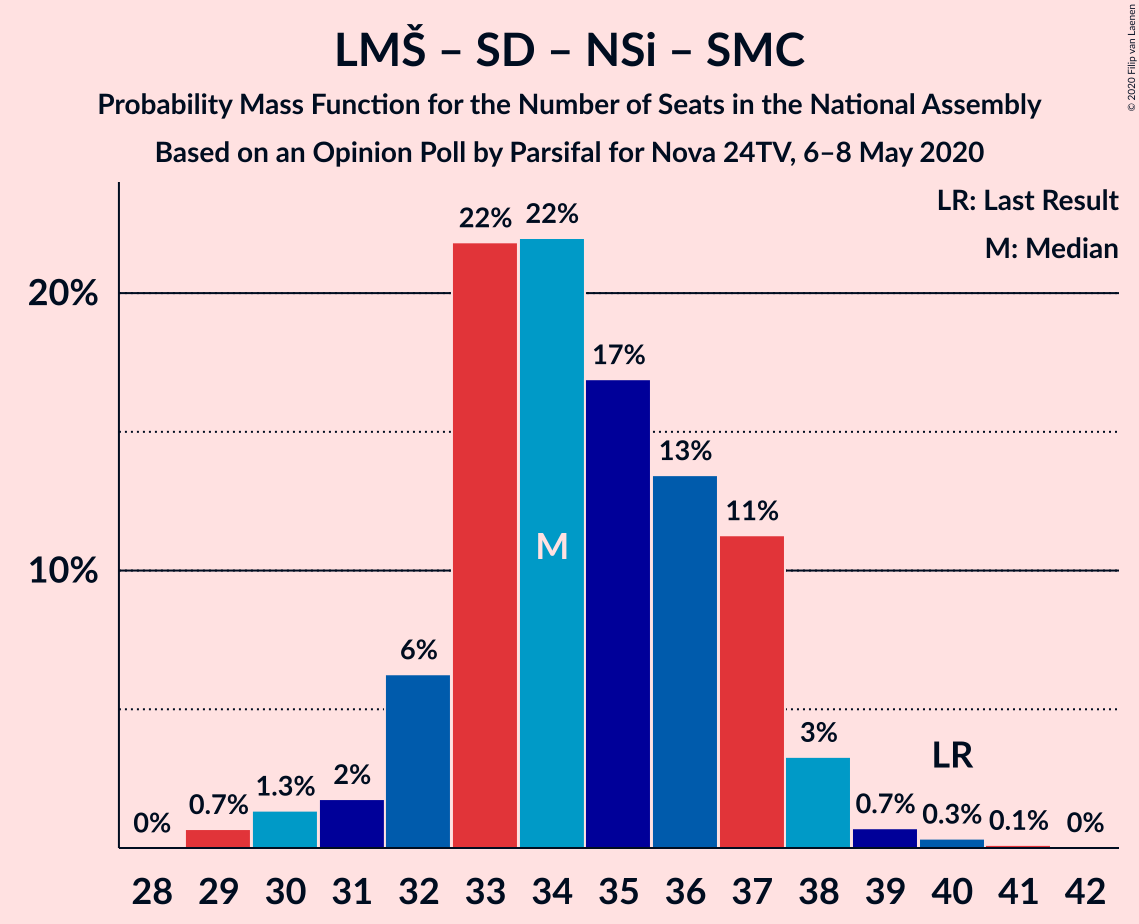 LMŠ – SD – NSi – SMC
Probability Mass Function for the Number of Seats in the National Assembly
Based on an Opinion Poll by Parsifal for Nova 24TV, 6–8 May 2020
© 2020 Filip van Laenen
LR: Last Result
M: Median
20%
10%
0%
0.7%
1.3%
2%
6%
22%
22%
17%
13%
11%
3%
0.7%
0.3%
0.1%
0%
M
LR
28 29 30 31 32 33 34 35 36 37 38 39 40 41 42